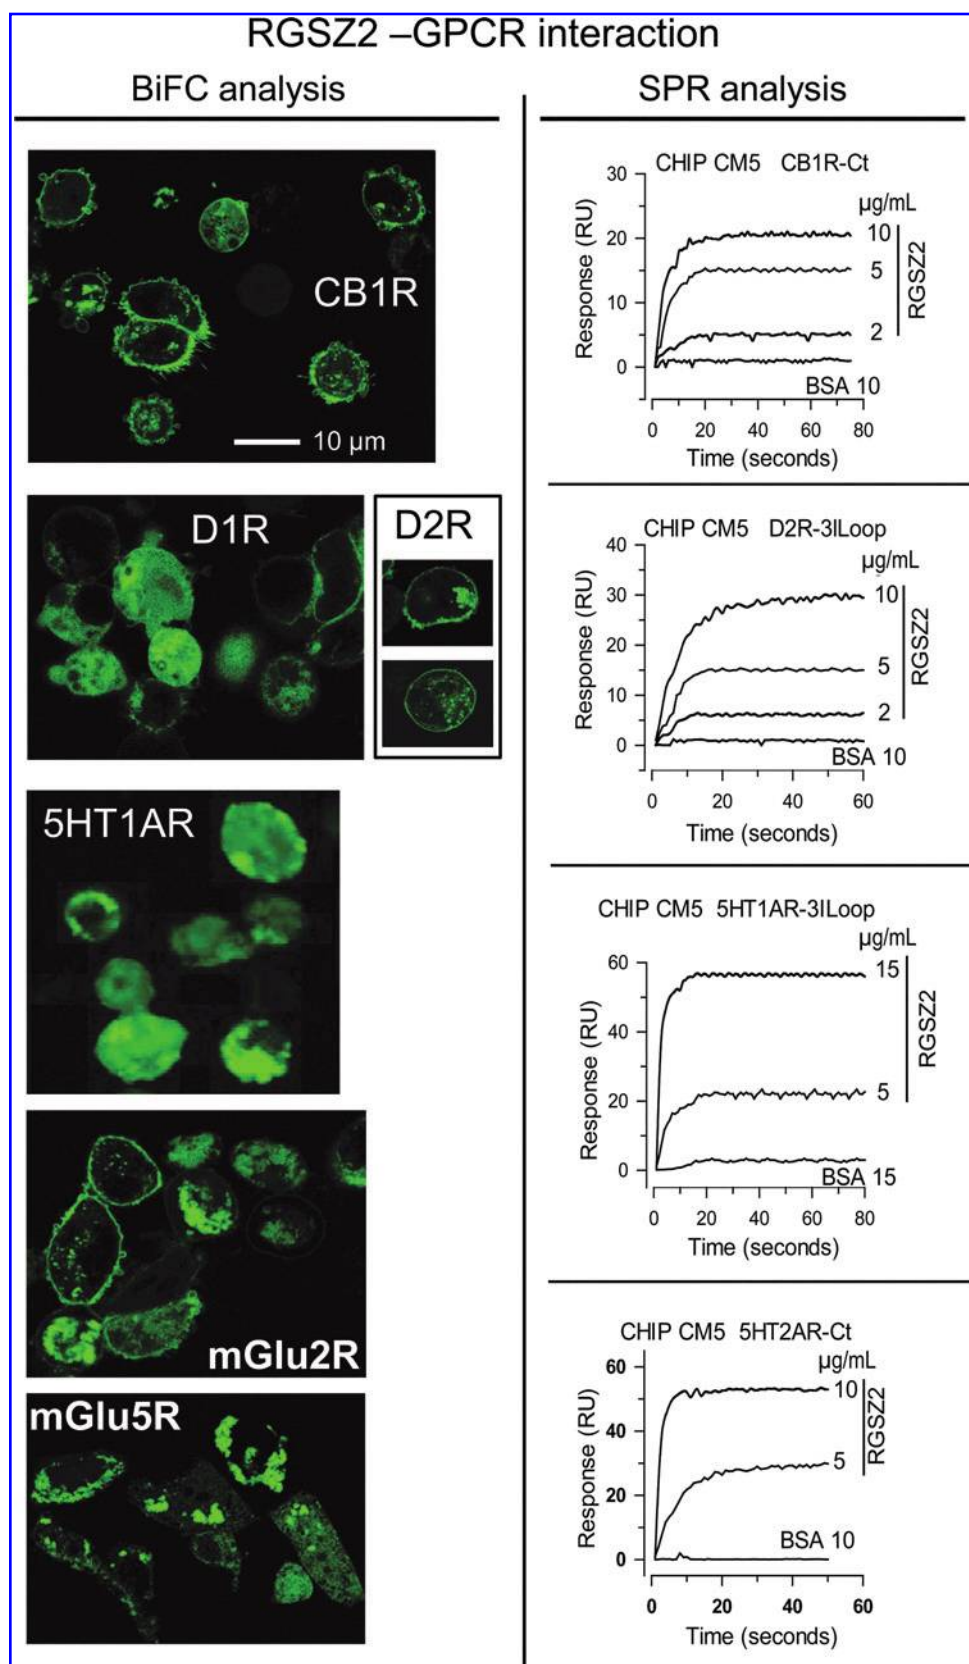 RGSZ2 –GPCR interaction
BiFC analysis
CB1R
10 µm
D1R
D2R
5HT1AR
mGlu2R
mGlu5R
SPR analysis
CHIP CM5 CB1R-Ct
µg/mL
30
20
10
0
Response (RU)
10
5
2
RGSZ2
BSA 10
0 20 40 60 80
Time (seconds)
CHIP CM5 D2R-3ILoop
µg/mL
40
30
20
10
0
Response (RU)
10
5
2
RGSZ2
BSA 10
0 20 40 60
Time (seconds)
CHIP CM5 5HT1AR-3ILoop
µg/mL
60
40
20
0
Response (RU)
15
5
RGSZ2
BSA 15
0 20 40 60 80
Time (seconds)
CHIP CM5 5HT2AR-Ct
µg/mL
60
40
20
0
Response (RU)
10
5
RGSZ2
BSA 10
0 20 40 60
Time (seconds)